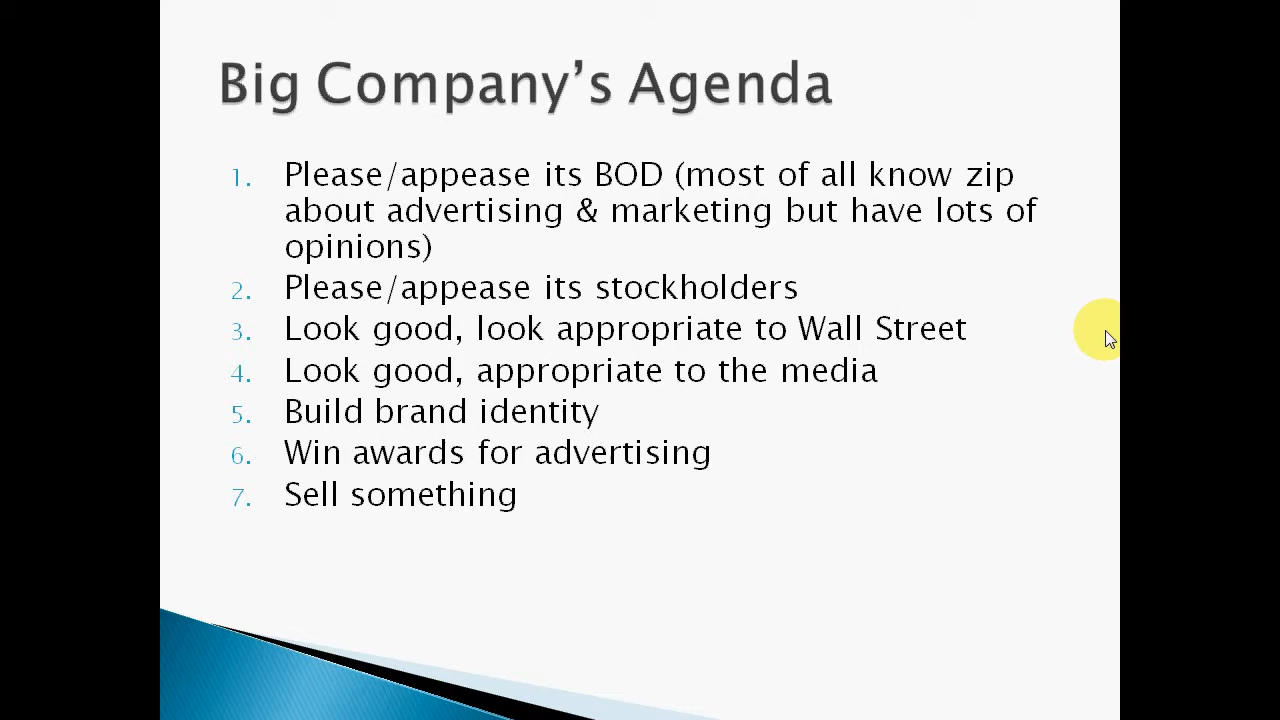 Big Company’s Agenda
1. Please/appease its BOD (most of all know zip
about advertising & marketing but have lots of
opinions)
2. Please/appease its stockholders
3. Look good, look appropriate to Wall Street
4. Look good, appropriate to the media
5. Build brand identity
6. Win awards for advertising
7. Sell something